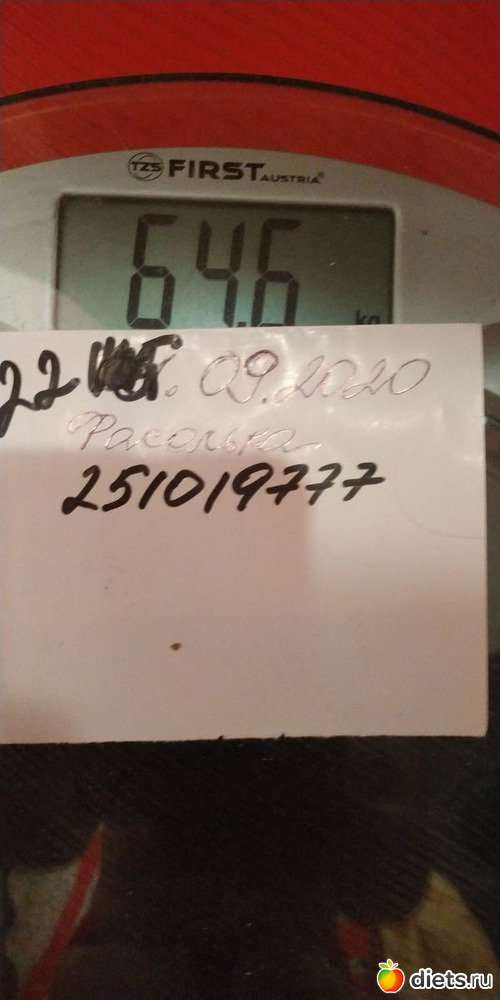 TZS FIRST AUSTRIA®
64.6
kg
22. 09.2020
Фасолька
251019777
diets.ru